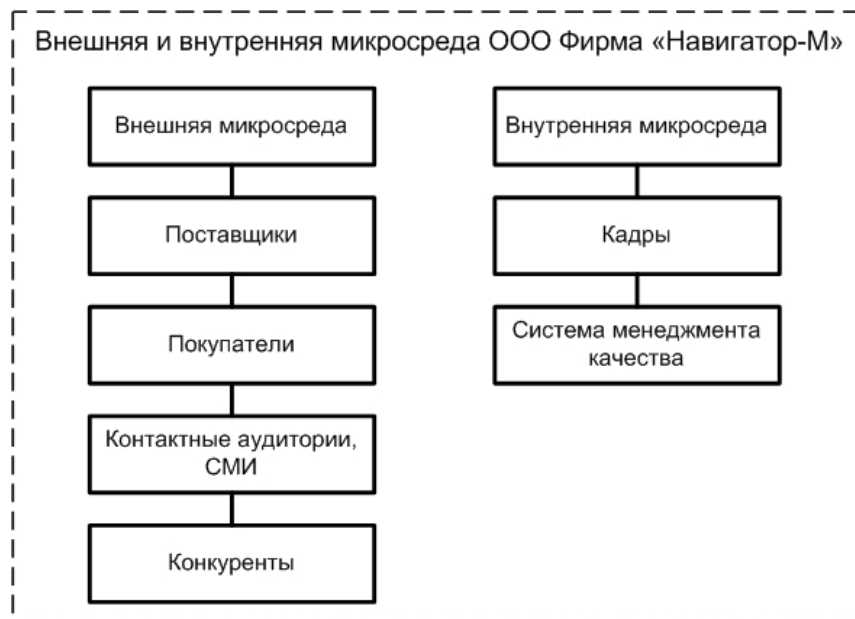 Внешняя и внутренняя микросреда ООО Фирма «Навигатор-М»
Внешняя микросреда
Поставщики
Покупатели
Контактные аудитории,
СМИ
Конкуренты
Внутренняя микросреда
Кадры
Система менеджмента
качества